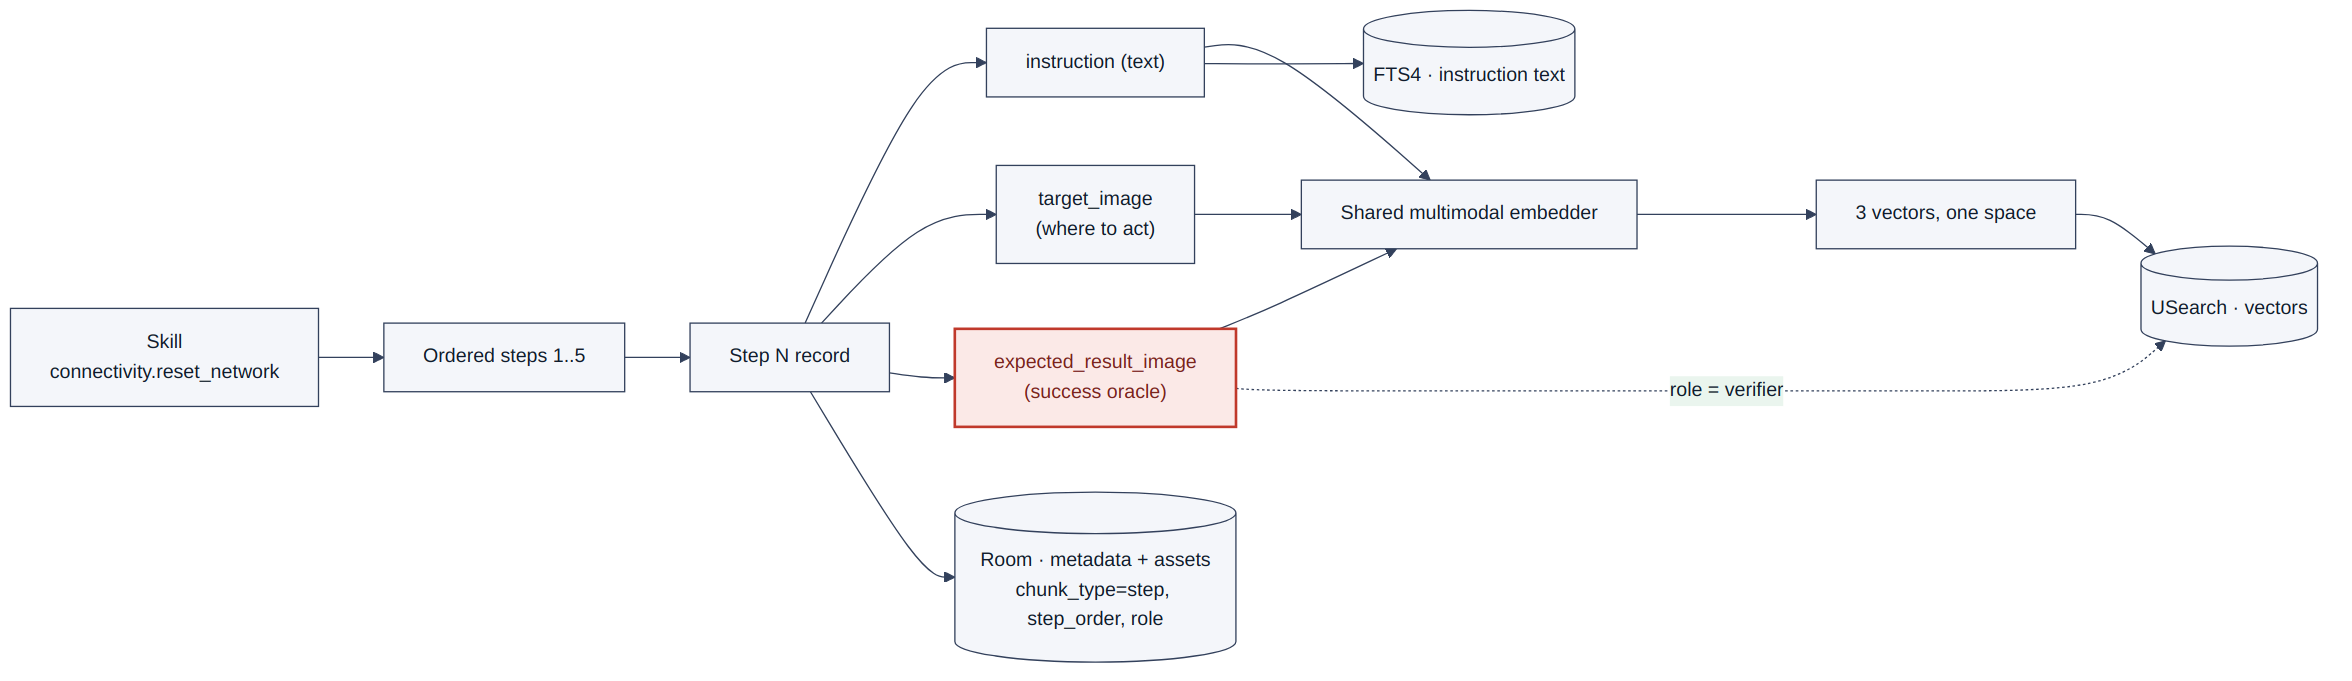 Skill
connectivity.reset_network
Ordered steps 1..5
Step N record
instruction (text)
target_image
(where to act)
expected_result_image
(success oracle)
Room · metadata + assets
chunk_type=step,
step_order, role
FTS4 · instruction text
Shared multimodal embedder
3 vectors, one space
role = verifier
USearch · vectors